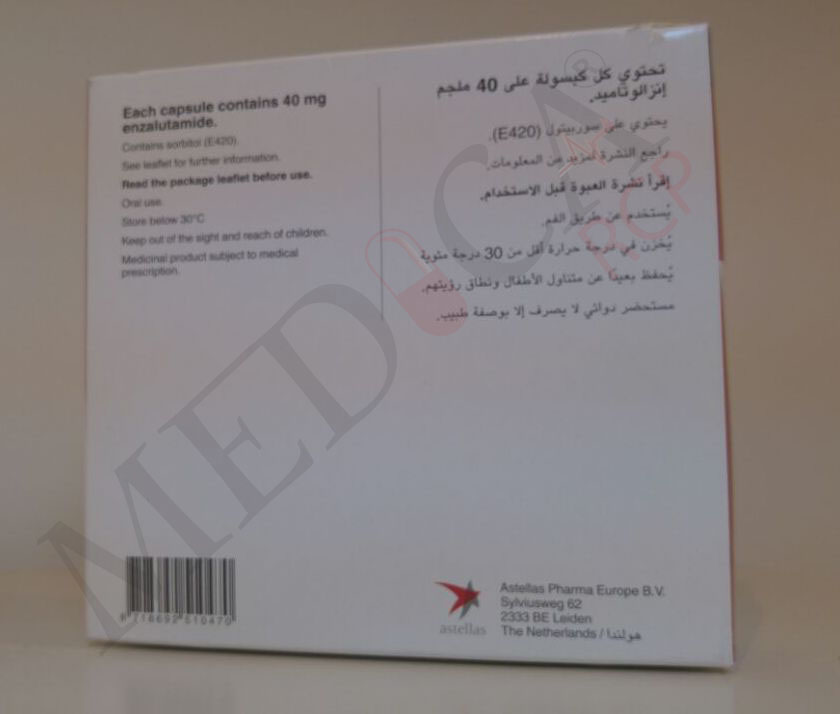 Each capsule contains 40 mg
enzalutamide.
Contains sorbitol (E420).
See leaflet for further information.
Read the package leaflet before use.
Oral use.
Store below 30°C
Keep out of the sight and reach of children.
Medicinal product subject to medical
prescription.
تحتوي كل كبسولة على 40 ملجم
إنزالوتاميد.
يحتوي على سوربيتول (E420).
راجع النشرة لمزيد من المعلومات.
إقرأ نشرة العبوة قبل الاستخدام.
يُستخدم عن طريق الفم.
يُخزن في درجة حرارة أقل من 30 درجة مئوية
يُحفظ بعيدًا عن متناول الأطفال ونطاق رؤيتهم.
مستحضر دوائي لا يصرف إلا بوصفة طبيب.
8 716692 510470
astellas
Astellas Pharma Europe B.V.
Sylviusweg 62
2333 BE Leiden
The Netherlands / هولندا
MEDICA®
RCP